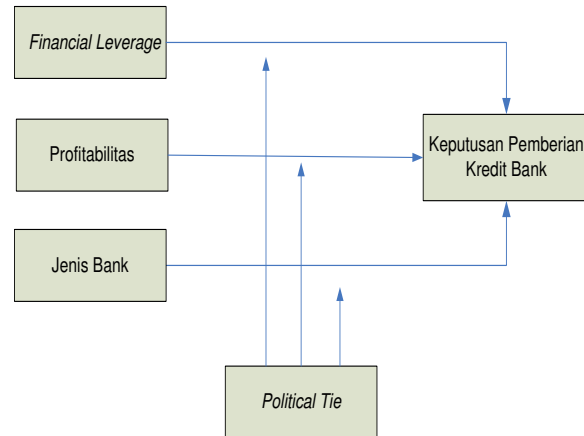 Financial Leverage
Profitabilitas
Keputusan Pemberian
Kredit Bank
Jenis Bank
Political Tie